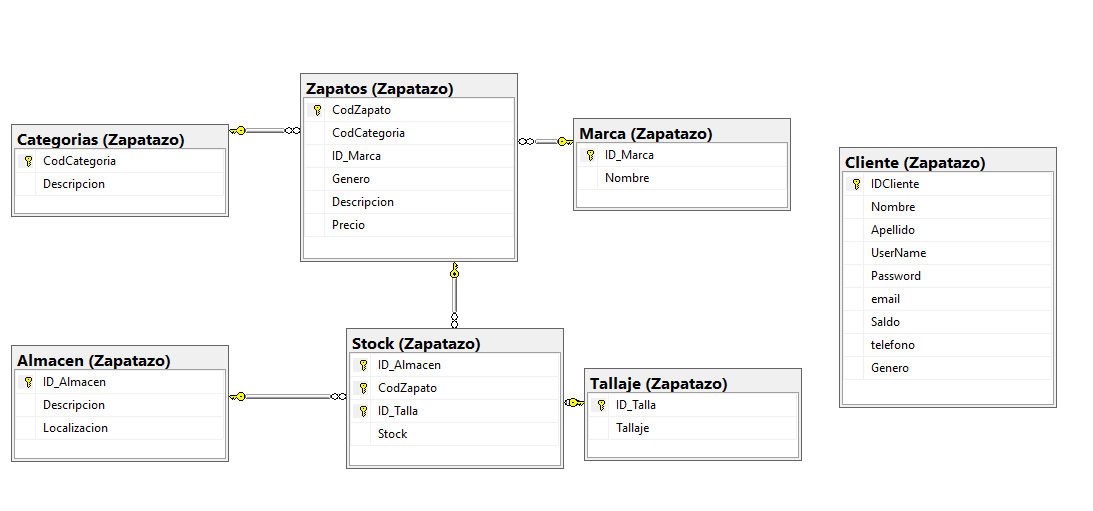 Zapatos (Zapatazo)
CodZapato
CodCategoria
ID_Marca
Genero
Descripcion
Precio
Categorias (Zapatazo)
CodCategoria
Descripcion
Marca (Zapatazo)
ID_Marca
Nombre
Cliente (Zapatazo)
IDCliente
Nombre
Apellido
UserName
Password
email
Saldo
telefono
Genero
Almacen (Zapatazo)
ID_Almacen
Descripcion
Localizacion
Stock (Zapatazo)
ID_Almacen
CodZapato
ID_Talla
Stock
Tallaje (Zapatazo)
ID_Talla
Tallaje